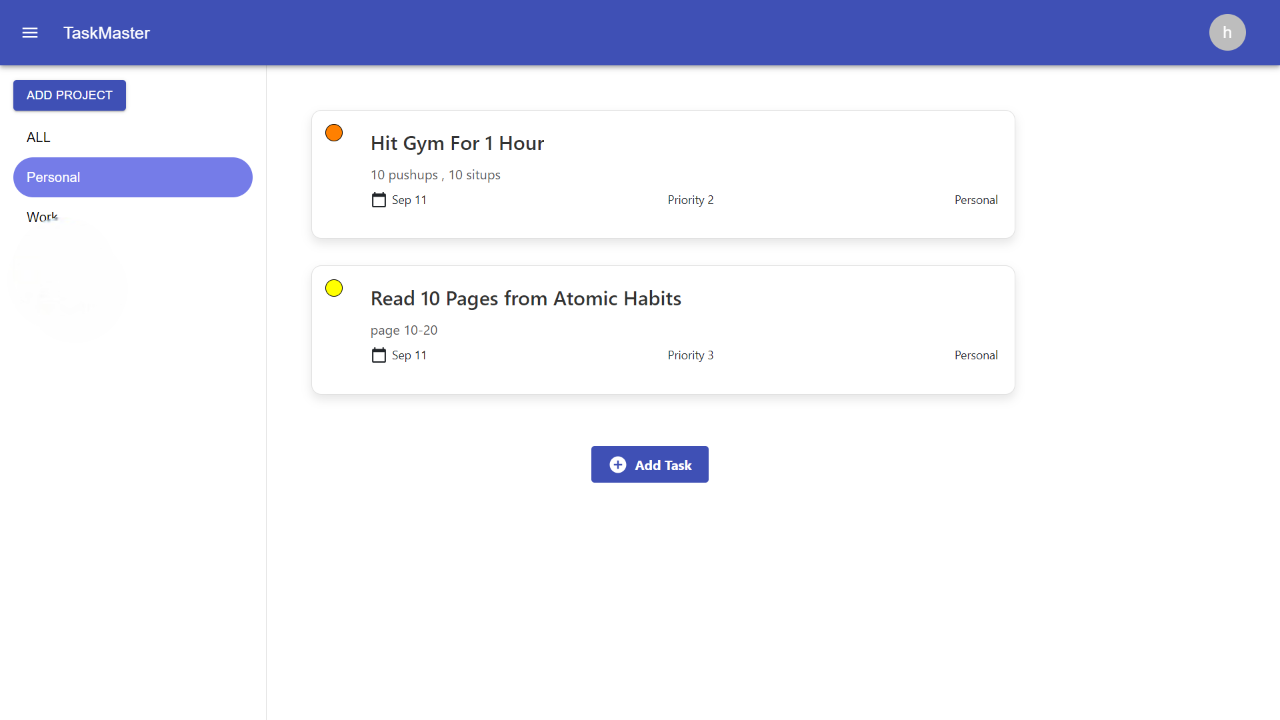 TaskMaster
h
ADD PROJECT
ALL
Personal
Work
Hit Gym For 1 Hour
10 pushups , 10 situps
Sep 11
Priority 2
Personal
Read 10 Pages from Atomic Habits
page 10-20
Sep 11
Priority 3
Personal
Add Task